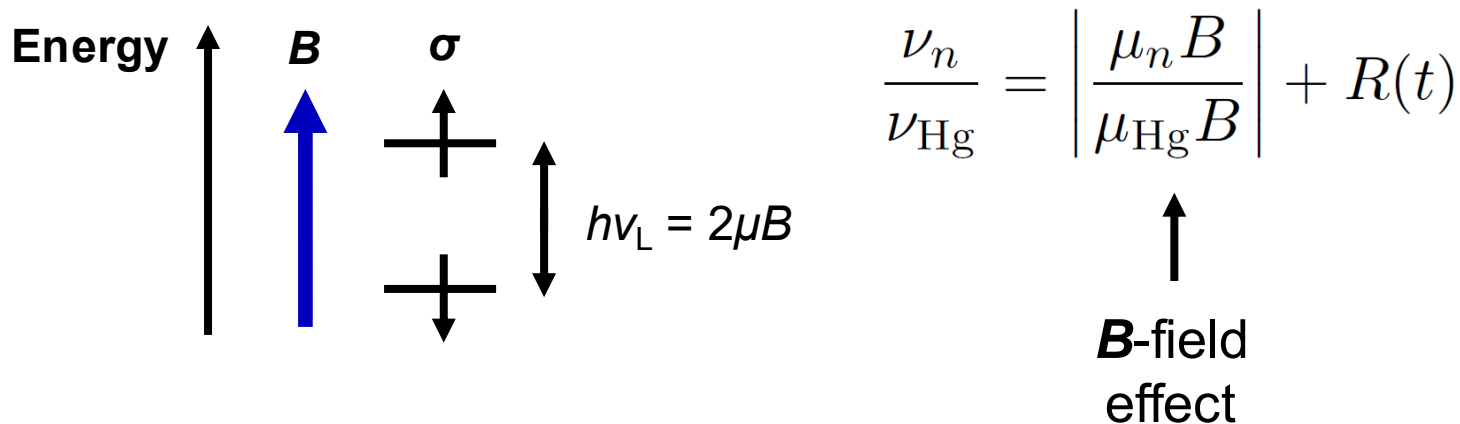 Energy
B
σ
hνL = 2μB
νn/νHg = |μnB/μHgB| + R(t)
B-field
effect